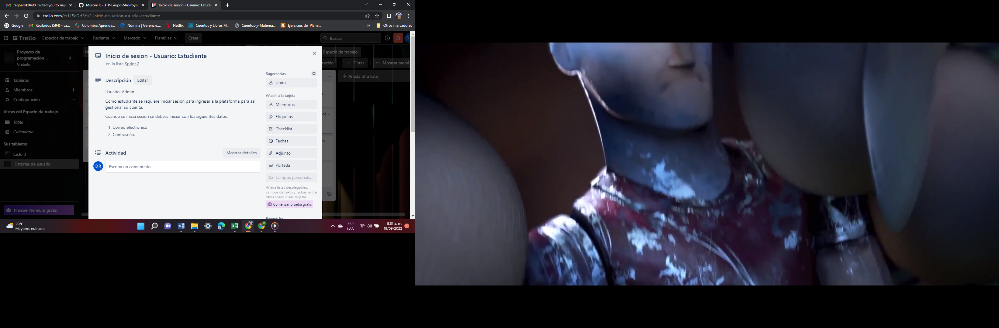 ragnarok0498 invited you to
MisionTIC-UTP-Grupo-56/Proyec
Inicio de sesion - Usuario: Estudia
trello.com/c/115eDH5H/2-inicio-de-sesion-usuario-estudiante
Google
Recibidos (594) - ca...
Colombia Aprende...
Nómina | Gerencie....
Netflix
Cuentos y Libros M...
Cuentos-y-Matema...
Ejercicios de Plane...
»
Otros marcadores
Trello
Espacios de trabajo
Reciente
Marcado
Plantillas
Crear
Buscar
Proyecto de
programacion ...
Gratuito
Espacio de trabajo
Filtrar
Mostrar menú
Añada otra lista
Tableros
Miembros
Configuración
Vistas del Espacio de trabajo
Tabla
Calendario
Sus tableros
Ciclo 3
Historias de usuario
Pruebe Premium gratis
Inicio de sesion - Usuario: Estudiante
en la lista Sprint 2
Descripción
Editar
Usuario: Admin
Como estudiante se requiere iniciar sesión para ingresar a la plataforma para así
gestionar su cuenta.
Cuando se inicia sesión se debera iniciar con los siguientes datos:
1. Correo electrónico
2. Contraseña.
Actividad
Mostrar detalles
DR
Escriba un comentario...
Sugerencias
Unirse
Añadir a la tarjeta
Miembros
Etiquetas
Checklist
Fechas
Adjunto
Portada
Campos personali...
Añada listas desplegables,
campos de texto y fechas, entre
otras cosas, a sus tarjetas.
Comenzar prueba gratis
20°C
Mayorm. nublado
ESP
LAA
8:31 a. m.
18/09/2022
1